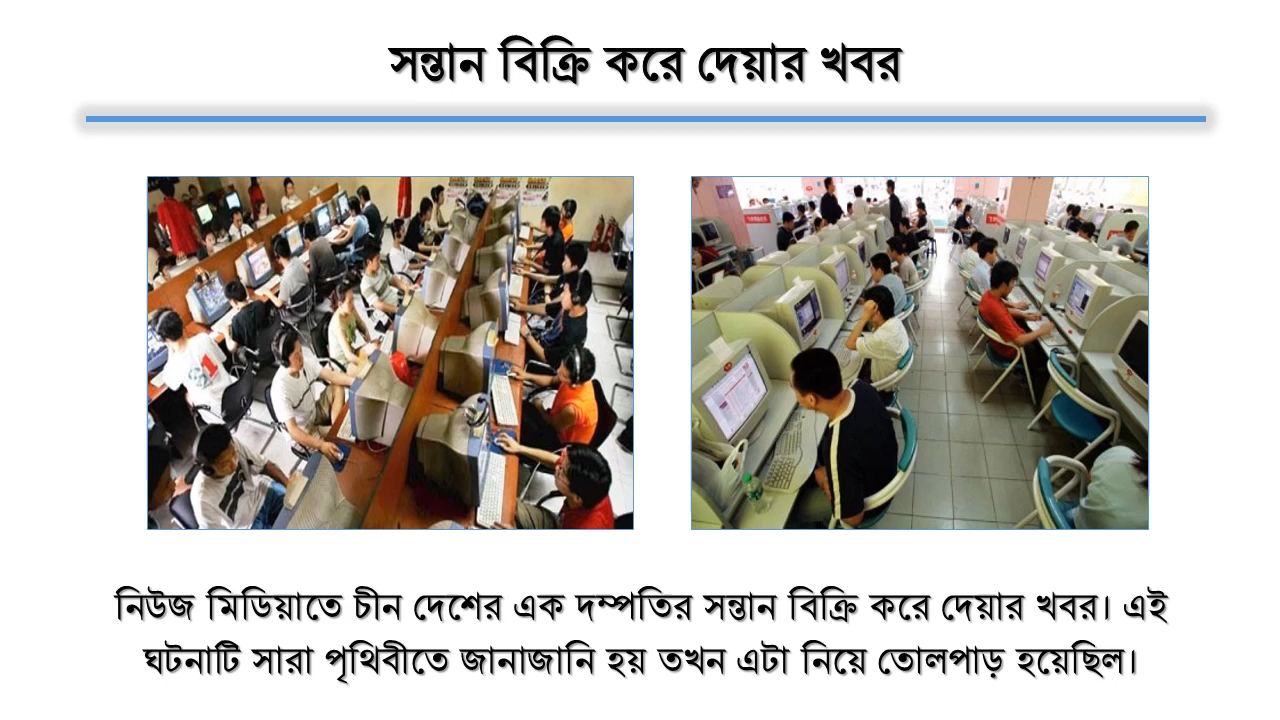 সন্তান বিক্রি করে দেয়ার খবর
নিউজ মিডিয়াতে চীন দেশের এক দম্পতির সন্তান বিক্রি করে দেয়ার খবর। এই
ঘটনাটি সারা পৃথিবীতে জানাজানি হয় তখন এটা নিয়ে তোলপাড় হয়েছিল।